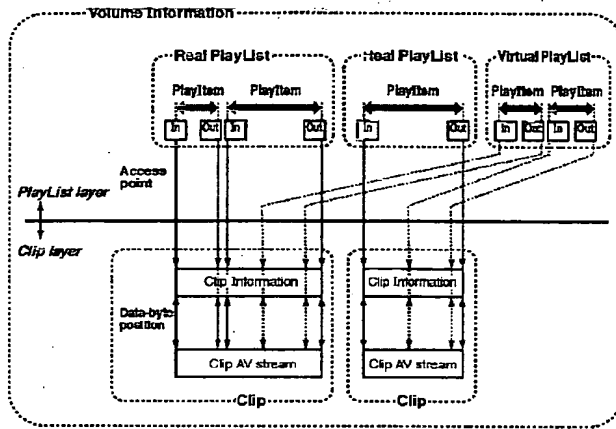 Volume Information
Real PlayList Real PlayList Virtual PlayList
PlayItem PlayItem PlayItem PlayItem PlayItem
In Out In Out In Out In Out In Out
Access
point
PlayList layer
Clip layer
Clip Information Clip Information
Data-byte
position
Clip AV stream Clip AV stream
Clip Clip